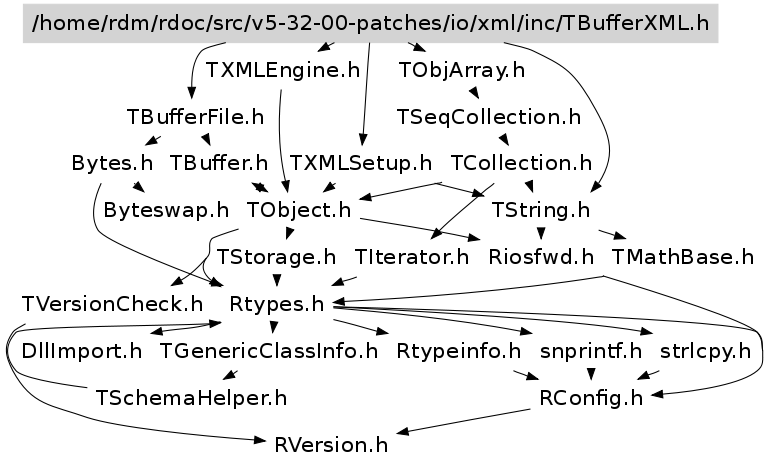 /home/rdm/rdoc/src/v5-32-00-patches/io/xml/inc/TBufferXML.h
TXMLEngine.h TObjArray.h
TBufferFile.h TSeqCollection.h
Bytes.h TBuffer.h TXMLSetup.h TCollection.h
Byteswap.h TObject.h TString.h
TStorage.h TIterator.h Riosfwd.h TMathBase.h
TVersionCheck.h Rtypes.h
DllImport.h TGenericClassInfo.h Rtypeinfo.h snprintf.h strlcpy.h
TSchemaHelper.h RConfig.h
RVersion.h